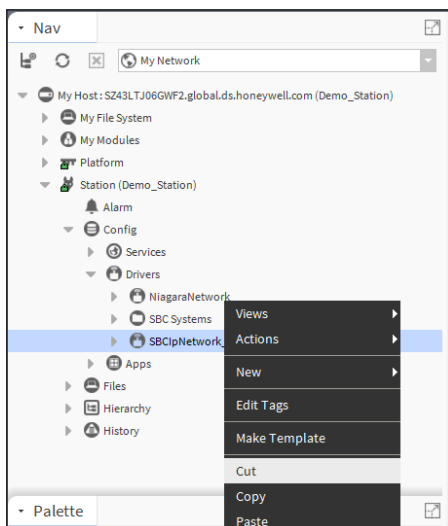 Nav
My Network
My Host : SZ43LTJ06GWF2.global.ds.honeywell.com (Demo_Station)
My File System
My Modules
Platform
Station (Demo_Station)
Alarm
Config
Services
Drivers
NiagaraNetwork
SBC Systems
SBCIpNetwork_
Apps
Files
Hierarchy
History
Views
Actions
New
Edit Tags
Make Template
Cut
Copy
Paste
Palette